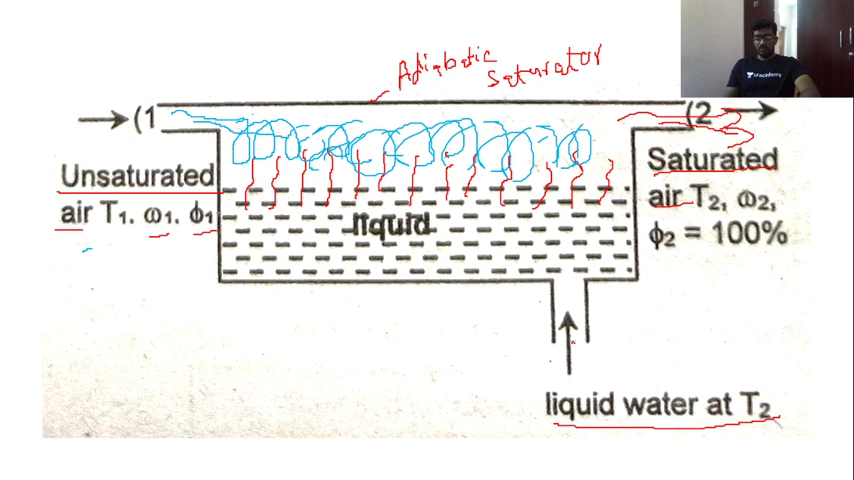 Adiabatic
Saturator
(1
(2
Unsaturated
air T₁. ω₁. ϕ₁
Saturated
air T₂, ω₂,
ϕ₂ = 100%
liquid
liquid water at T₂
unacademy